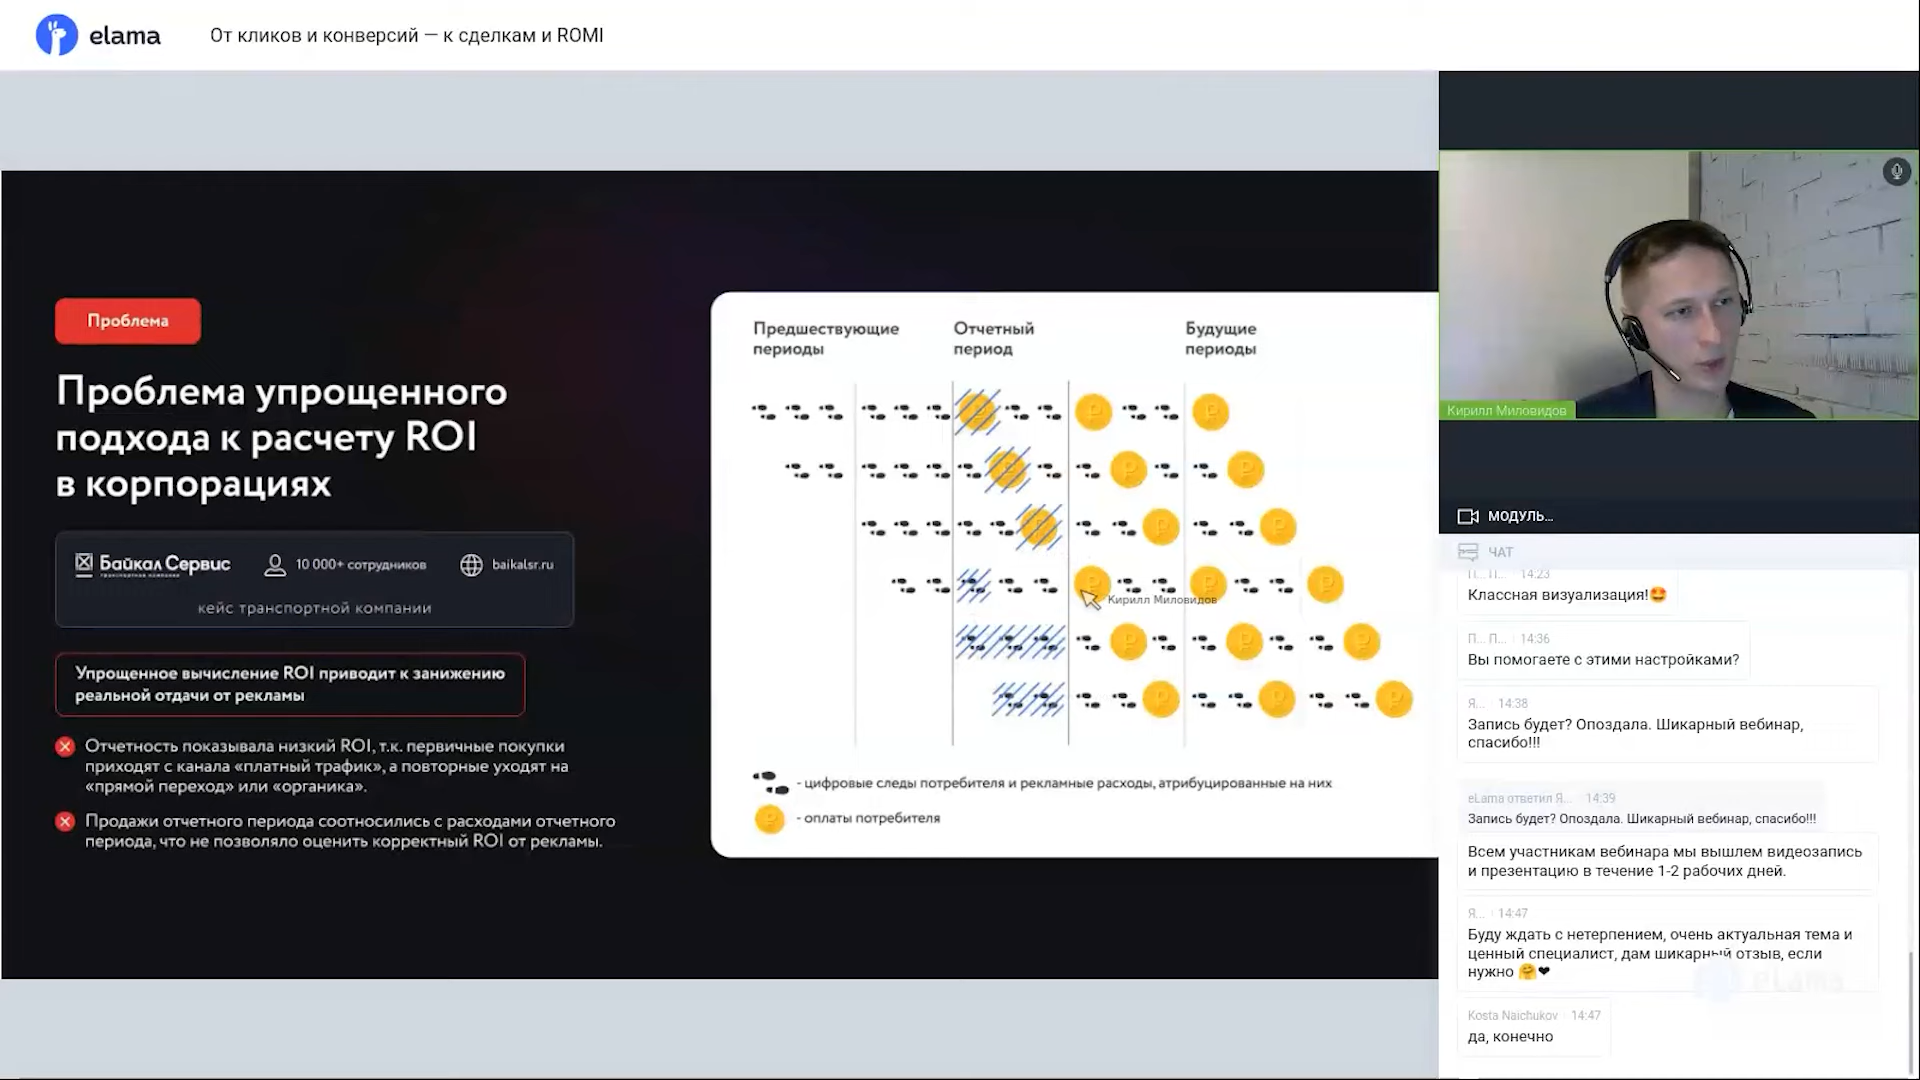 elama
От кликов и конверсий — к сделкам и ROMI
Проблема
Проблема упрощенного
подхода к расчету ROI
в корпорациях
Байкал Сервис
транспортная компания
10 000+ сотрудников
baikalsr.ru
кейс транспортной компании
Упрощенное вычисление ROI приводит к занижению
реальной отдачи от рекламы
Отчетность показывала низкий ROI, т.к. первичные покупки
приходят с канала «платный трафик», а повторные уходят на
«прямой переход» или «органика».
Продажи отчетного периода соотносились с расходами отчетного
периода, что не позволяло оценить корректный ROI от рекламы.
Предшествующие
периоды
Отчетный
период
Будущие
периоды
Кирилл Миловидов
- цифровые следы потребителя и рекламные расходы, атрибуцированные на них
- оплаты потребителя
Кирилл Миловидов
МОДУЛЬ...
ЧАТ
П... П... 14:23
Классная визуализация!🤩
П... П... 14:36
Вы помогаете с этими настройками?
Я... 14:38
Запись будет? Опоздала. Шикарный вебинар,
спасибо!!!
eLama ответил Я... 14:39
Запись будет? Опоздала. Шикарный вебинар, спасибо!!!
Всем участникам вебинара мы вышлем видеозапись
и презентацию в течение 1-2 рабочих дней.
Я... 14:47
Буду ждать с нетерпением, очень актуальная тема и
ценный специалист, дам шикарный отзыв, если
нужно 🤗❤
eLama
Kosta Naichukov 14:47
да, конечно